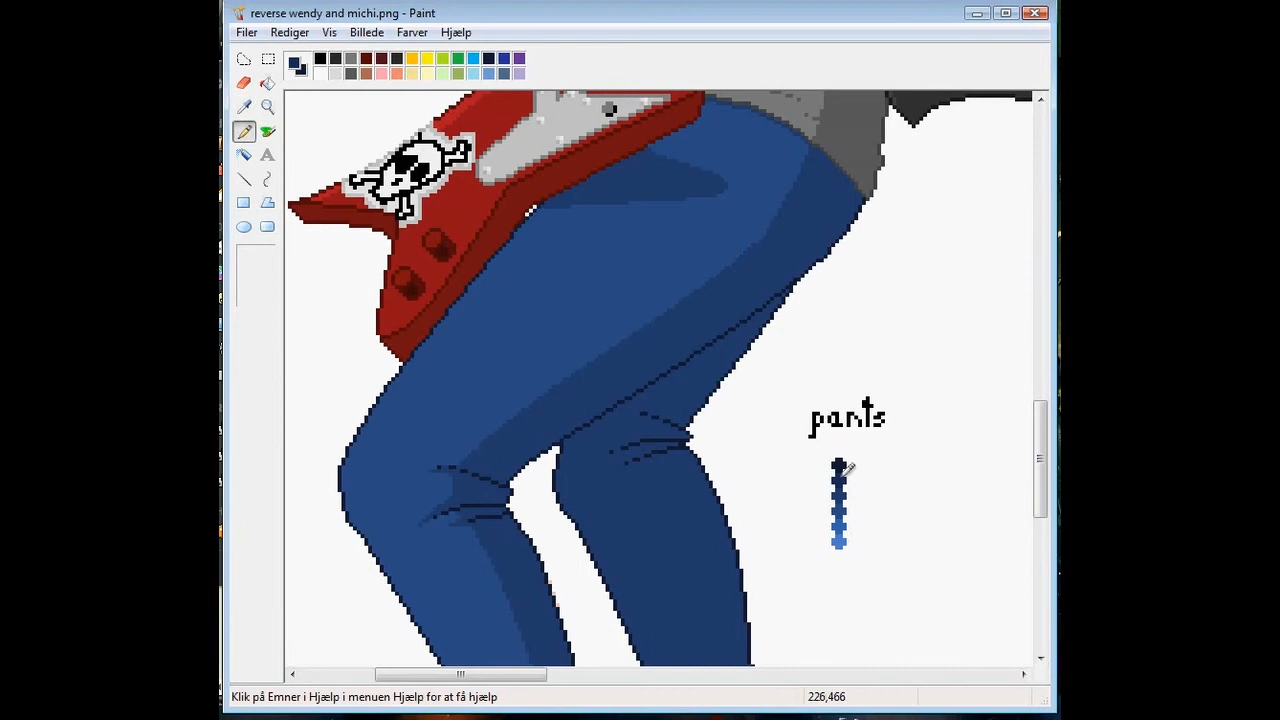 reverse wendy and michi.png - Paint
Filer Rediger Vis Billede Farver Hjælp
pants
Klik på Emner i Hjælp i menuen Hjælp for at få hjælp 226,466